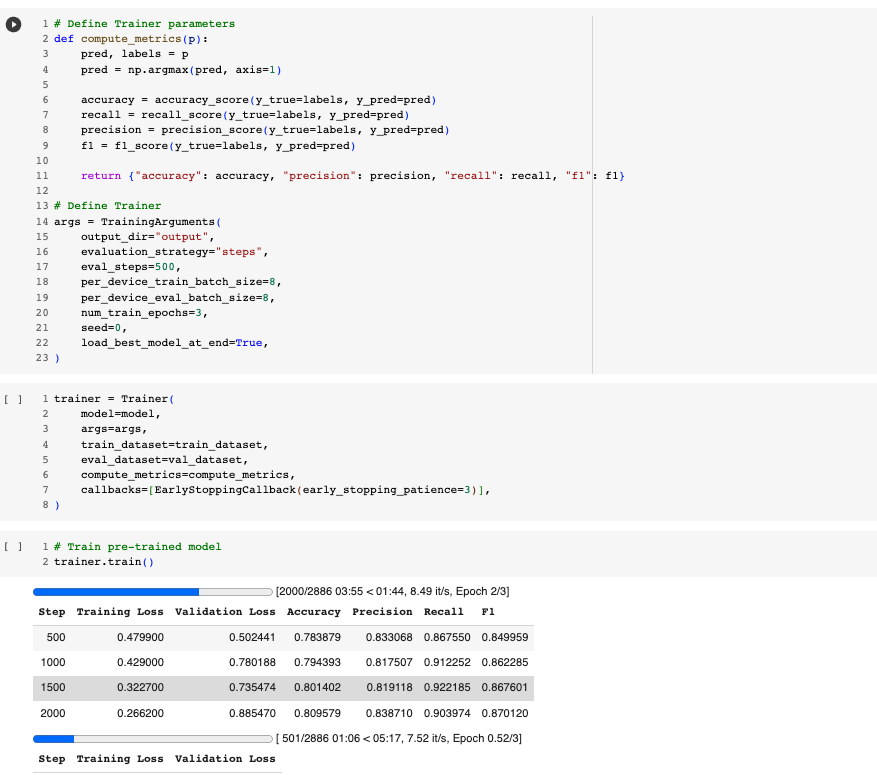 1 # Define Trainer parameters
2 def compute_metrics(p):
3     pred, labels = p
4     pred = np.argmax(pred, axis=1)
5
6     accuracy = accuracy_score(y_true=labels, y_pred=pred)
7     recall = recall_score(y_true=labels, y_pred=pred)
8     precision = precision_score(y_true=labels, y_pred=pred)
9     f1 = f1_score(y_true=labels, y_pred=pred)
10
11     return {"accuracy": accuracy, "precision": precision, "recall": recall, "f1": f1}
12
13 # Define Trainer
14 args = TrainingArguments(
15     output_dir="output",
16     evaluation_strategy="steps",
17     eval_steps=500,
18     per_device_train_batch_size=8,
19     per_device_eval_batch_size=8,
20     num_train_epochs=3,
21     seed=0,
22     load_best_model_at_end=True,
23 )
[ ] 1 trainer = Trainer(
2     model=model,
3     args=args,
4     train_dataset=train_dataset,
5     eval_dataset=val_dataset,
6     compute_metrics=compute_metrics,
7     callbacks=[EarlyStoppingCallback(early_stopping_patience=3)],
8 )
[ ] 1 # Train pre-trained model
2 trainer.train()
[2000/2886 03:55 < 01:44, 8.49 it/s, Epoch 2/3]
Step Training Loss Validation Loss Accuracy Precision Recall F1
500 0.479900 0.502441 0.783879 0.833068 0.867550 0.849959
1000 0.429000 0.780188 0.794393 0.817507 0.912252 0.862285
1500 0.322700 0.735474 0.801402 0.819118 0.922185 0.867601
2000 0.266200 0.885470 0.809579 0.838710 0.903974 0.870120
[ 501/2886 01:06 < 05:17, 7.52 it/s, Epoch 0.52/3]
Step Training Loss Validation Loss